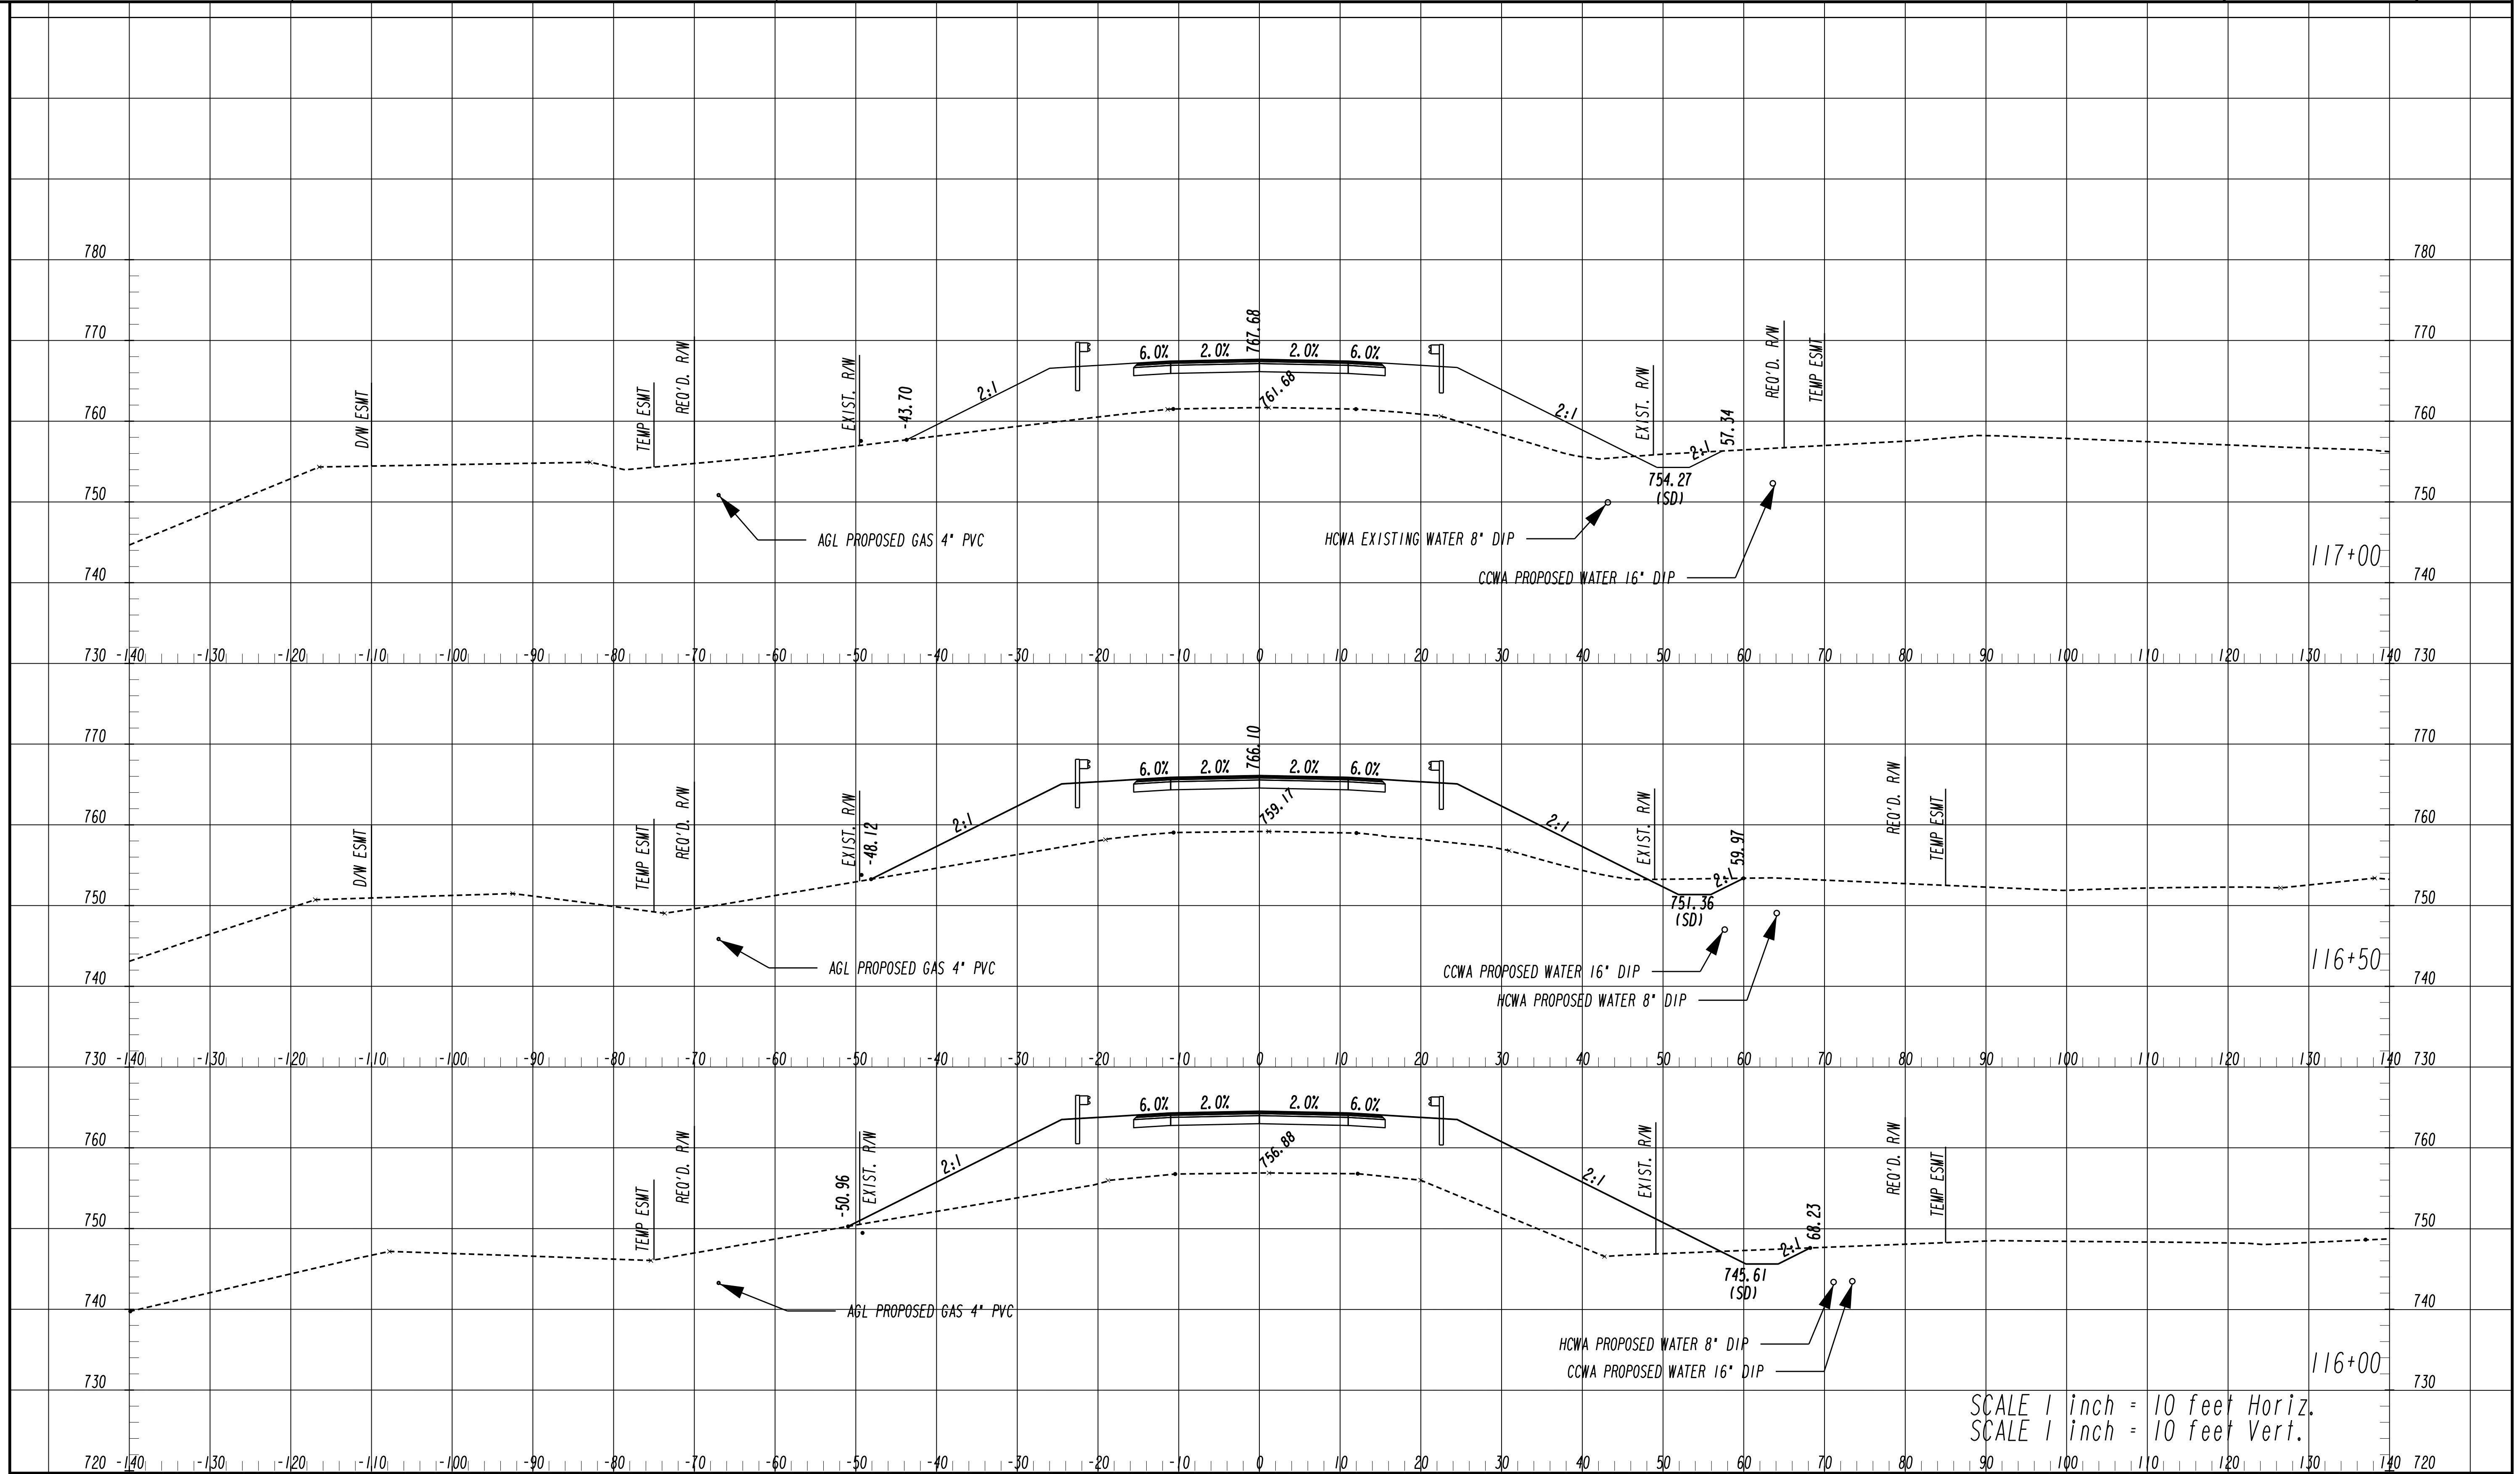 780 780
770 770
760 760
750 750
740 740
D/W ESMT
TEMP ESMT
REQ'D. R/W
EXIST. R/W
-43.70
2:1
6.0% 2.0% 767.68 2.0% 6.0%
761.68
2:1
EXIST. R/W
2:1
57.34
REQ'D. R/W
TEMP ESMT
754.27
(SD)
AGL PROPOSED GAS 4" PVC
HCWA EXISTING WATER 8" DIP
CCWA PROPOSED WATER 16" DIP
117+00
730 -140 -130 -120 -110 -100 -90 -80 -70 -60 -50 -40 -30 -20 -10 0 10 20 30 40 50 60 70 80 90 100 110 120 130 140 730
770 770
760 760
750 750
740 740
D/W ESMT
TEMP ESMT
REQ'D. R/W
EXIST. R/W
-48.12
2:1
6.0% 2.0% 766.10 2.0% 6.0%
759.17
2:1
EXIST. R/W
2:1
59.97
REQ'D. R/W
TEMP ESMT
751.36
(SD)
AGL PROPOSED GAS 4" PVC
CCWA PROPOSED WATER 16" DIP
HCWA PROPOSED WATER 8" DIP
116+50
730 -140 -130 -120 -110 -100 -90 -80 -70 -60 -50 -40 -30 -20 -10 0 10 20 30 40 50 60 70 80 90 100 110 120 130 140 730
760 760
750 750
740 740
730 730
TEMP ESMT
REQ'D. R/W
-50.96
EXIST. R/W
2:1
6.0% 2.0% 2.0% 6.0%
756.88
2:1
EXIST. R/W
2:1
68.23
REQ'D. R/W
TEMP ESMT
745.61
(SD)
AGL PROPOSED GAS 4" PVC
HCWA PROPOSED WATER 8" DIP
CCWA PROPOSED WATER 16" DIP
116+00
SCALE 1 inch = 10 feet Horiz.
SCALE 1 inch = 10 feet Vert.
720 -140 -130 -120 -110 -100 -90 -80 -70 -60 -50 -40 -30 -20 -10 0 10 20 30 40 50 60 70 80 90 100 110 120 130 140 720